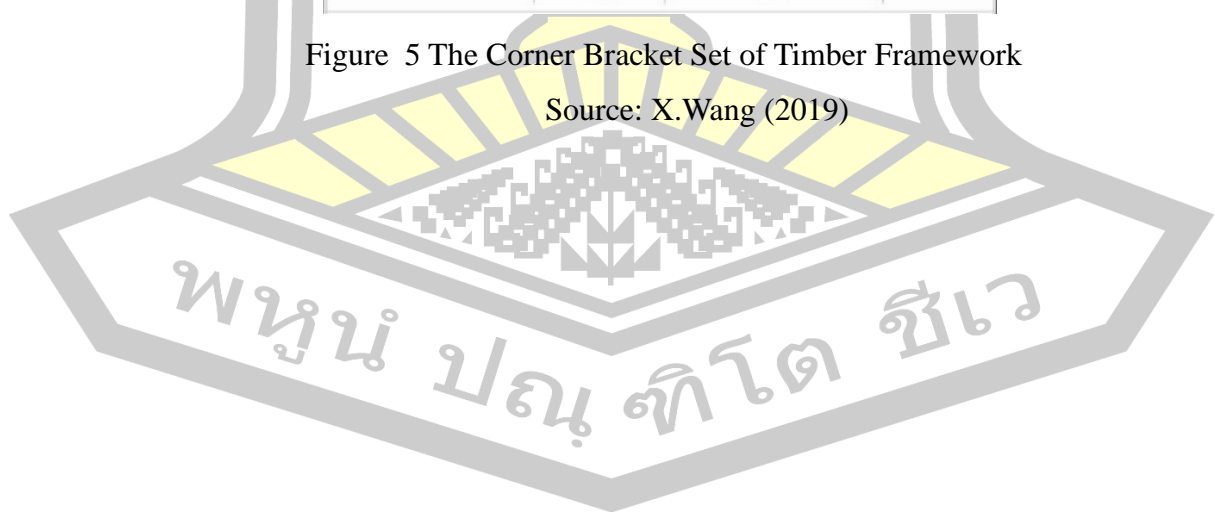 Figure  5 The Corner Bracket Set of Timber Framework
Source: X.Wang (2019)
พหูนํ ปณฺฑิโต ชีเว